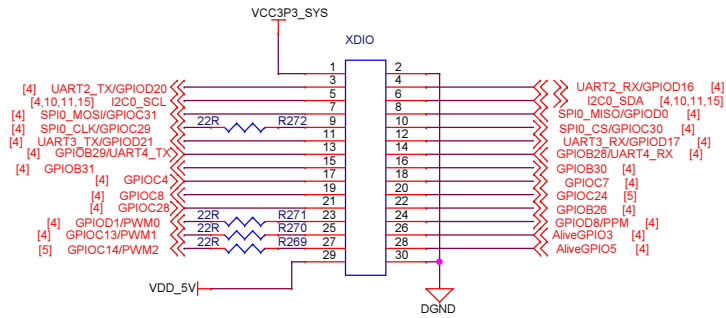 VCC3P3_SYS
XDIO
1 2
[4] UART2_TX/GPIOD20 3 4 UART2_RX/GPIOD16 [4]
[4,10,11,15] I2C0_SCL 5 6 I2C0_SDA [4,10,11,15]
[4] SPI0_MOSI/GPIOC31 7 8 SPI0_MISO/GPIOD0 [4]
[4] SPI0_CLK/GPIOC29 22R R272 9 10 SPI0_CS/GPIOC30 [4]
[4] UART3_TX/GPIOD21 11 12 UART3_RX/GPIOD17 [4]
[4] GPIOB29/UART4_TX 13 14 GPIOB28/UART4_RX [4]
[4] GPIOB31 15 16 GPIOB30 [4]
[4] GPIOC4 17 18 GPIOC7 [4]
[4] GPIOC8 19 20 GPIOC24 [5]
[4] GPIOC28 21 22 GPIOB26 [4]
[4] GPIOD1/PWM0 22R R271 23 24 GPIOD8/PPM [4]
[4] GPIOC13/PWM1 22R R270 25 26 AliveGPIO3 [4]
[5] GPIOC14/PWM2 22R R269 27 28 AliveGPIO5 [4]
29 30
VDD_5V
DGND